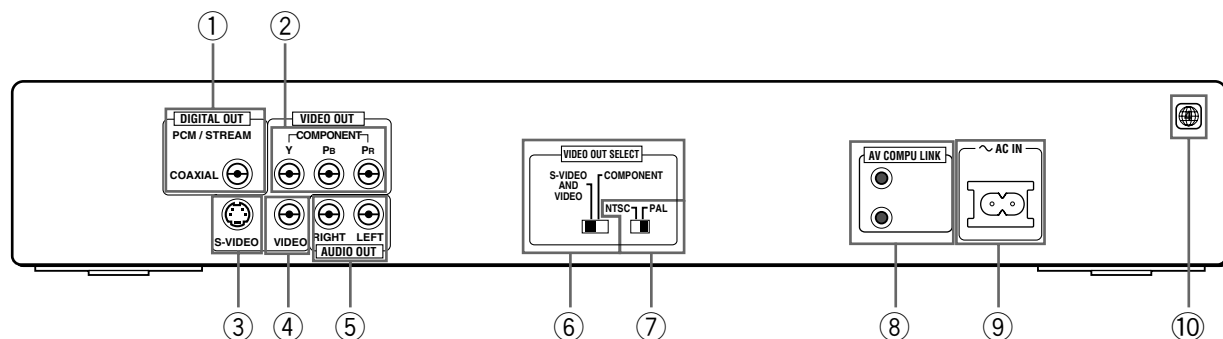 ① ②
DIGITAL OUT VIDEO OUT
PCM / STREAM COMPONENT
Y PB PR
COAXIAL
S-VIDEO VIDEO RIGHT LEFT
AUDIO OUT
VIDEO OUT SELECT
S-VIDEO AND VIDEO
COMPONENT
NTSC PAL
AV COMPU LINK
∼ AC IN
4
③ ④ ⑤ ⑥ ⑦ ⑧ ⑨ ⑩